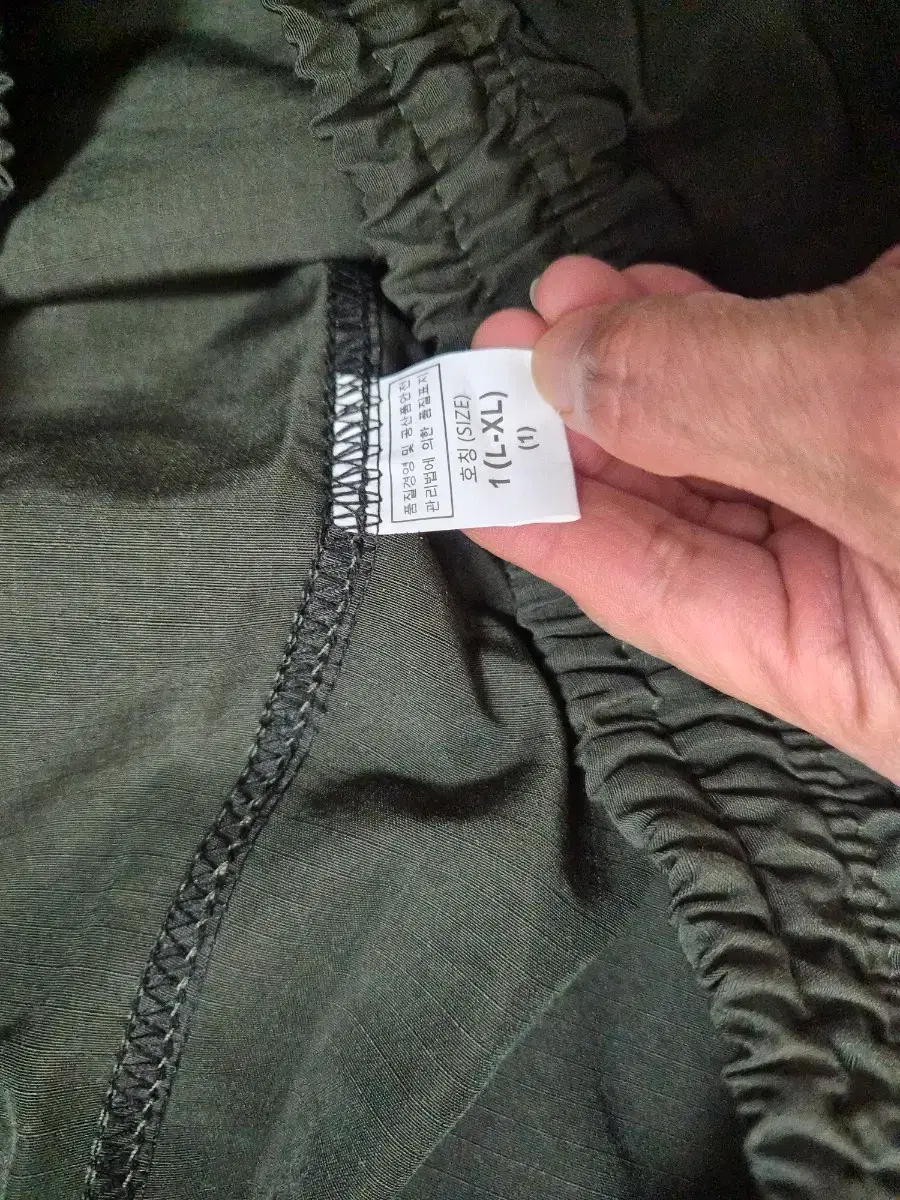 품질경영 및 공산품안전
관리법에 의한 품질표시
호칭 (SIZE)
1 (L-XL)
(1)